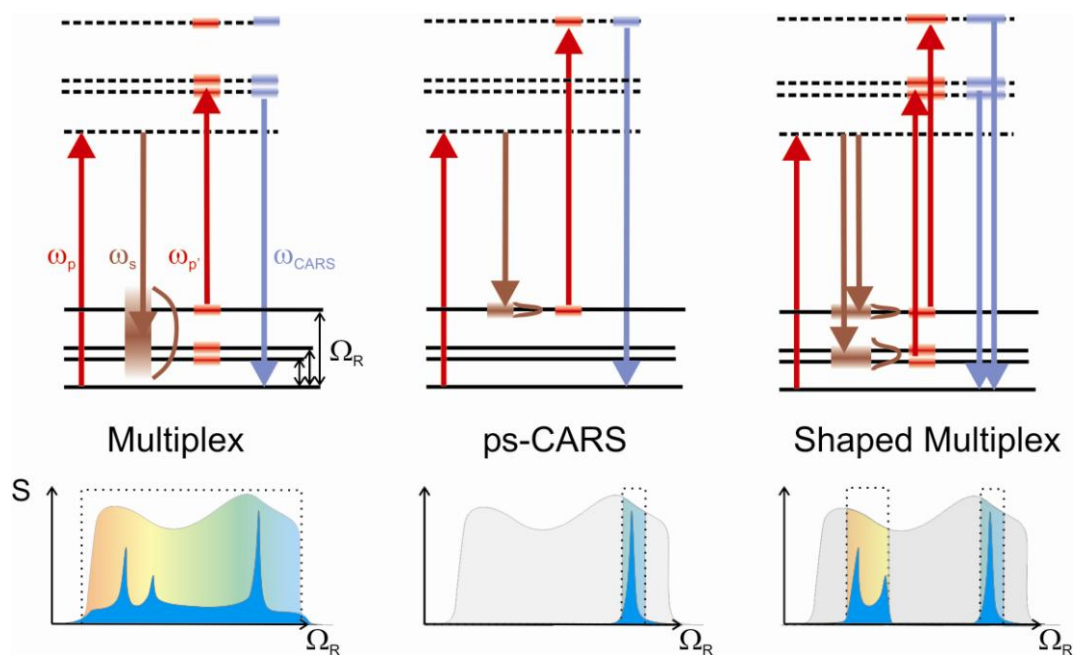 ωp ωs ωp' ωCARS
ΩR
Multiplex ps-CARS Shaped Multiplex
S
ΩR ΩR ΩR